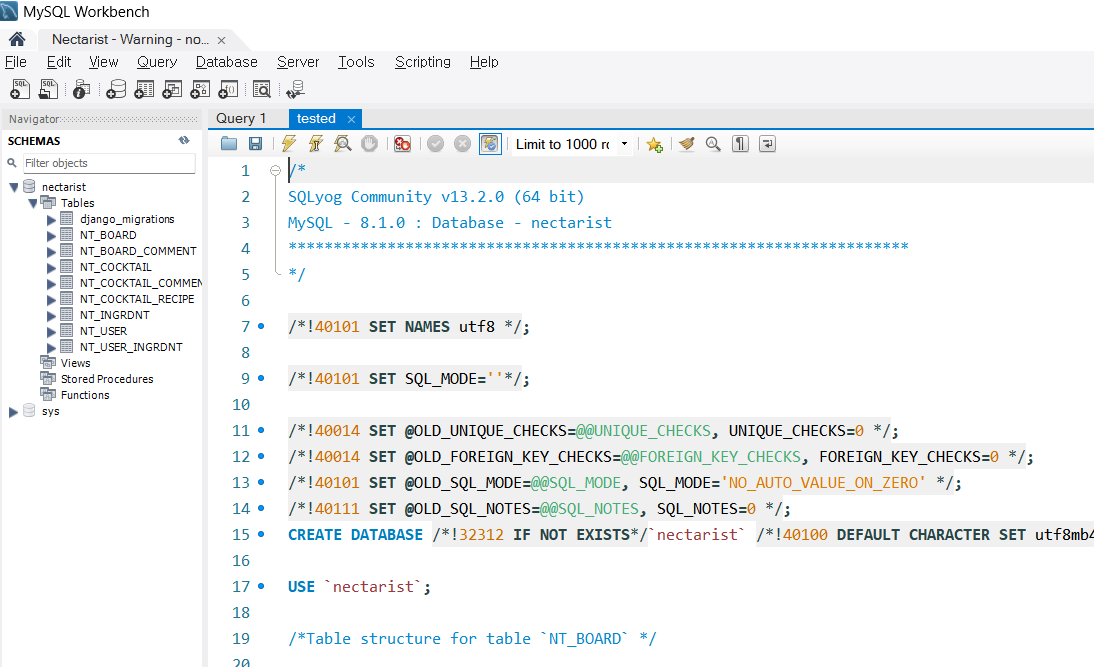 MySQL Workbench
Nectarist - Warning - no... ×
File Edit View Query Database Server Tools Scripting Help
Navigator
SCHEMAS
Filter objects
nectarist
Tables
django_migrations
NT_BOARD
NT_BOARD_COMMENT
NT_COCKTAIL
NT_COCKTAIL_COMMEN
NT_COCKTAIL_RECIPE
NT_INGRDNT
NT_USER
NT_USER_INGRDNT
Views
Stored Procedures
Functions
sys
Query 1 tested ×
Limit to 1000 rc
1 /*
2 SQLyog Community v13.2.0 (64 bit)
3 MySQL - 8.1.0 : Database - nectarist
4 *********************************************************************
5 */
6
7 /*!40101 SET NAMES utf8 */;
8
9 /*!40101 SET SQL_MODE=''*/;
10
11 /*!40014 SET @OLD_UNIQUE_CHECKS=@@UNIQUE_CHECKS, UNIQUE_CHECKS=0 */;
12 /*!40014 SET @OLD_FOREIGN_KEY_CHECKS=@@FOREIGN_KEY_CHECKS, FOREIGN_KEY_CHECKS=0 */;
13 /*!40101 SET @OLD_SQL_MODE=@@SQL_MODE, SQL_MODE='NO_AUTO_VALUE_ON_ZERO' */;
14 /*!40111 SET @OLD_SQL_NOTES=@@SQL_NOTES, SQL_NOTES=0 */;
15 CREATE DATABASE /*!32312 IF NOT EXISTS*/`nectarist` /*!40100 DEFAULT CHARACTER SET utf8mb4
16
17 USE `nectarist`;
18
19 /*Table structure for table `NT_BOARD` */
20